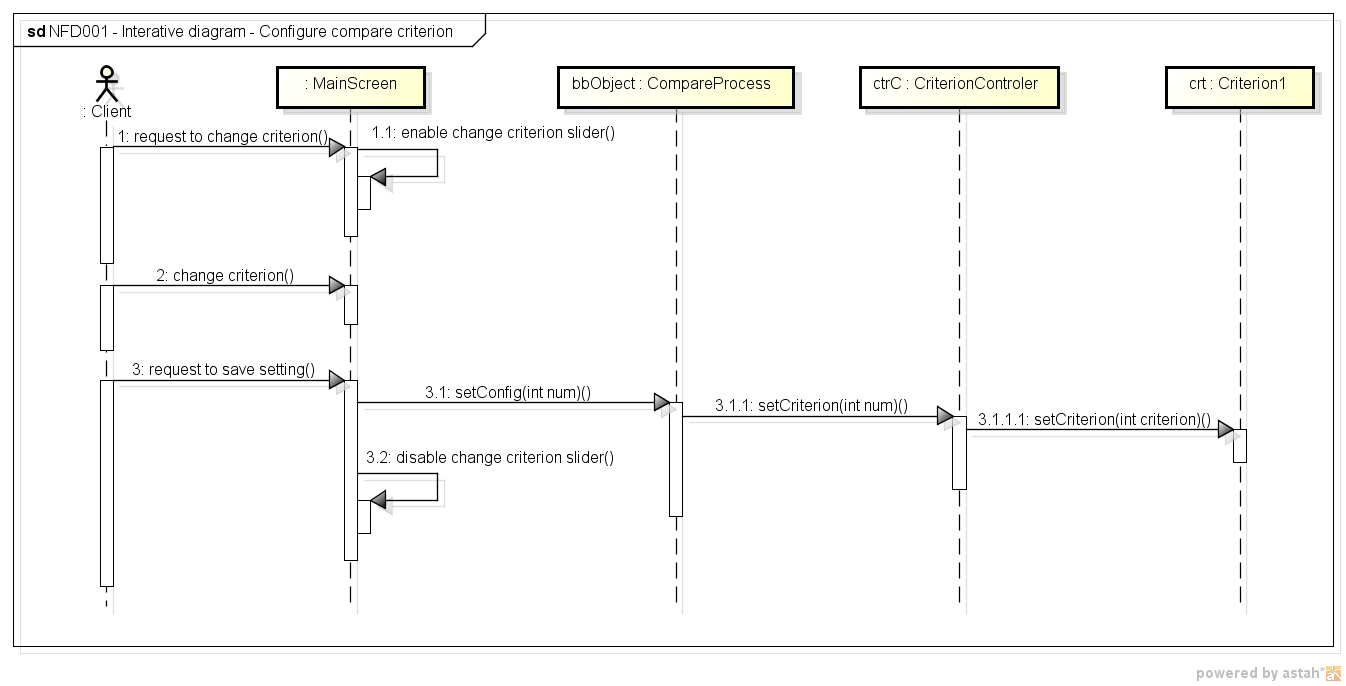 sd NFD001 - Interative diagram - Configure compare criterion
: Client
: MainScreen
bbObject : CompareProcess
ctrC : CriterionControler
crt : Criterion1
1: request to change criterion()
1.1: enable change criterion slider()
2: change criterion()
3: request to save setting()
3.1: setConfig(int num)()
3.1.1: setCriterion(int num)()
3.1.1.1: setCriterion(int criterion)()
3.2: disable change criterion slider()
powered by astah*